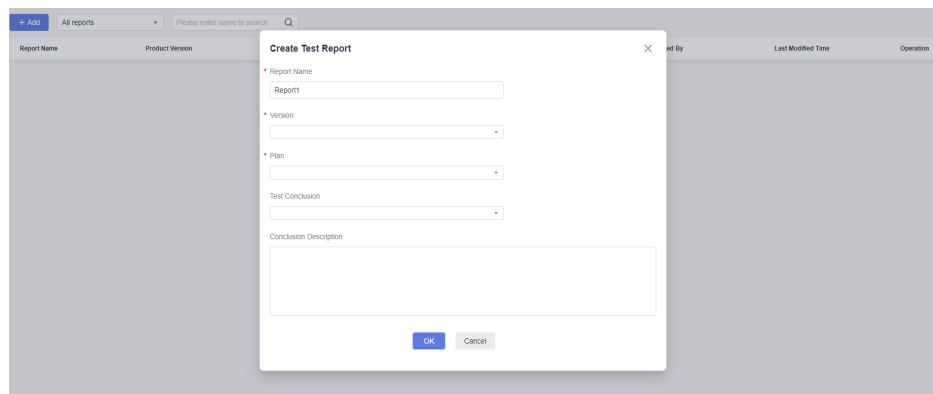 + Add All reports Please enter name to search
Report Name Product Version ed By Last Modified Time Operation
Create Test Report
* Report Name
Report1
* Version
* Plan
Test Conclusion
Conclusion Description
OK Cancel